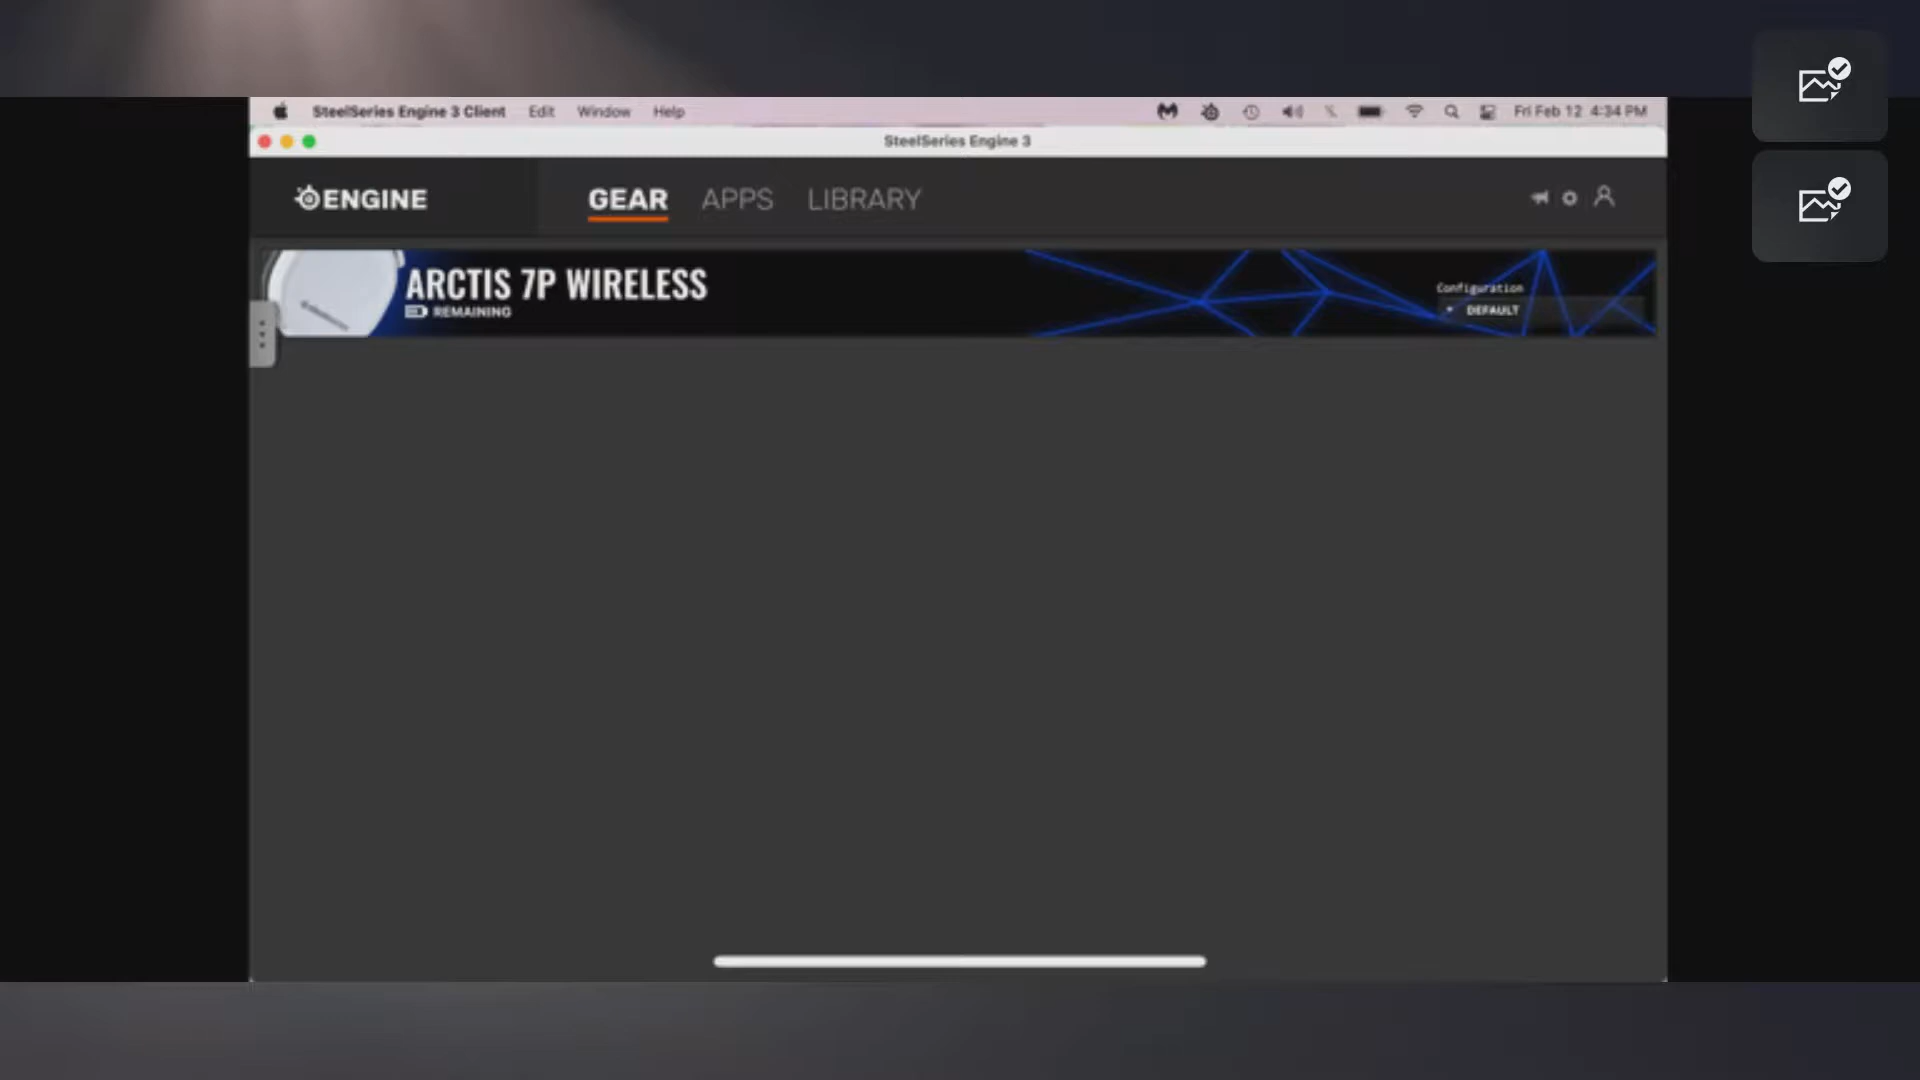 SteelSeries Engine 3 Client Edit Window Help Fri Feb 12 4:34 PM
SteelSeries Engine 3
ENGINE GEAR APPS LIBRARY
ARCTIS 7P WIRELESS
REMAINING
Configuration
DEFAULT